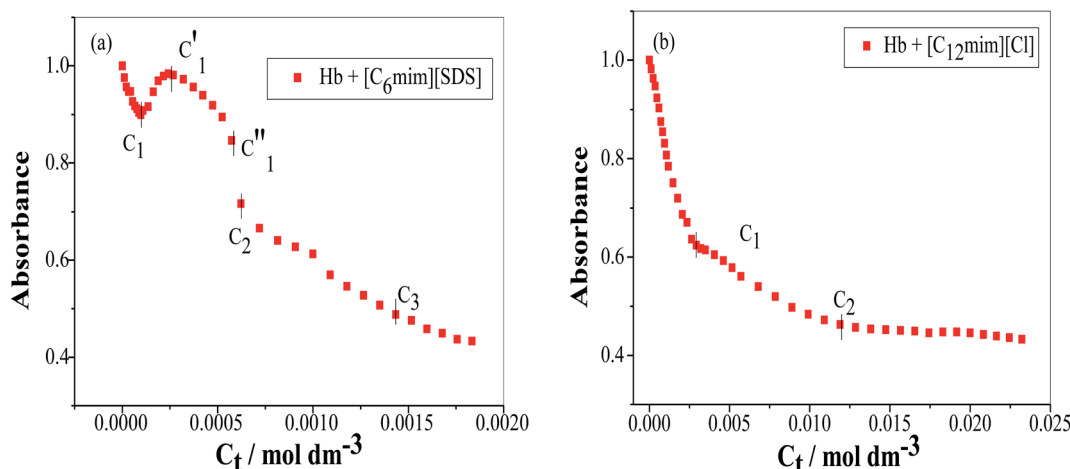 (a)
Hb + [C6mim][SDS]
C'1
C1
C''1
C2
C3
1.0
0.8
0.6
0.4
Absorbance
0.0000 0.0005 0.0010 0.0015 0.0020
Ct / mol dm-3
(b)
Hb + [C12mim][Cl]
C1
C2
1.0
0.8
0.6
0.4
Absorbance
0.000 0.005 0.010 0.015 0.020 0.025
Ct / mol dm-3